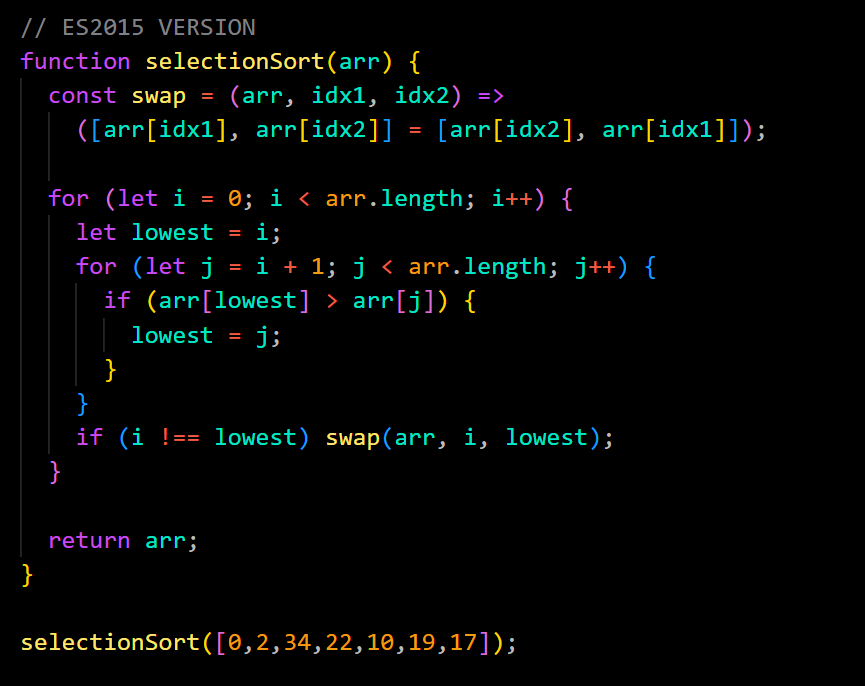 // ES2015 VERSION
function selectionSort(arr) {
  const swap = (arr, idx1, idx2) =>
    ([arr[idx1], arr[idx2]] = [arr[idx2], arr[idx1]]);

  for (let i = 0; i < arr.length; i++) {
    let lowest = i;
    for (let j = i + 1; j < arr.length; j++) {
      if (arr[lowest] > arr[j]) {
        lowest = j;
      }
    }
    if (i !== lowest) swap(arr, i, lowest);
  }

  return arr;
}

selectionSort([0,2,34,22,10,19,17]);